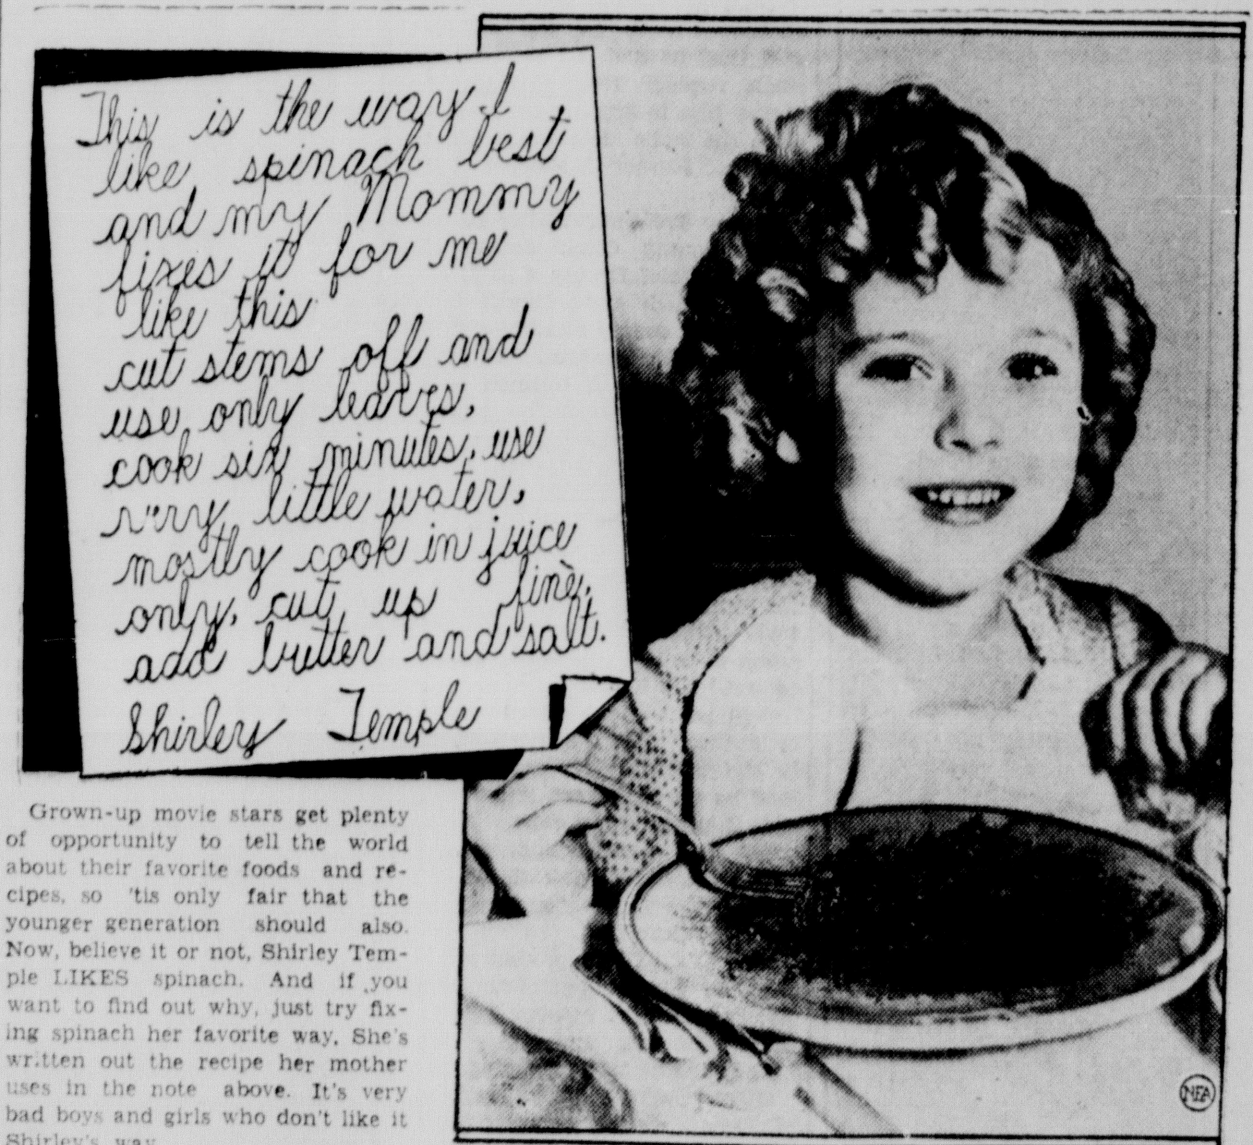 This is the way I
like spinach best
and my Mommy
fixes it for me
like this
cut stems off and
use only leaves,
cook six minutes, use
very little water,
mostly cook in juice
only, cut up fine,
add butter and salt.
Shirley Temple
Grown-up movie stars get plenty
of opportunity to tell the world
about their favorite foods and re-
cipes, so 'tis only fair that the
younger generation should also.
Now, believe it or not, Shirley Tem-
ple LIKES spinach. And if you
want to find out why, just try fix-
ing spinach her favorite way. She's
written out the recipe her mother
uses in the note above. It's very
bad boys and girls who don't like it
Shirley's way
NEA